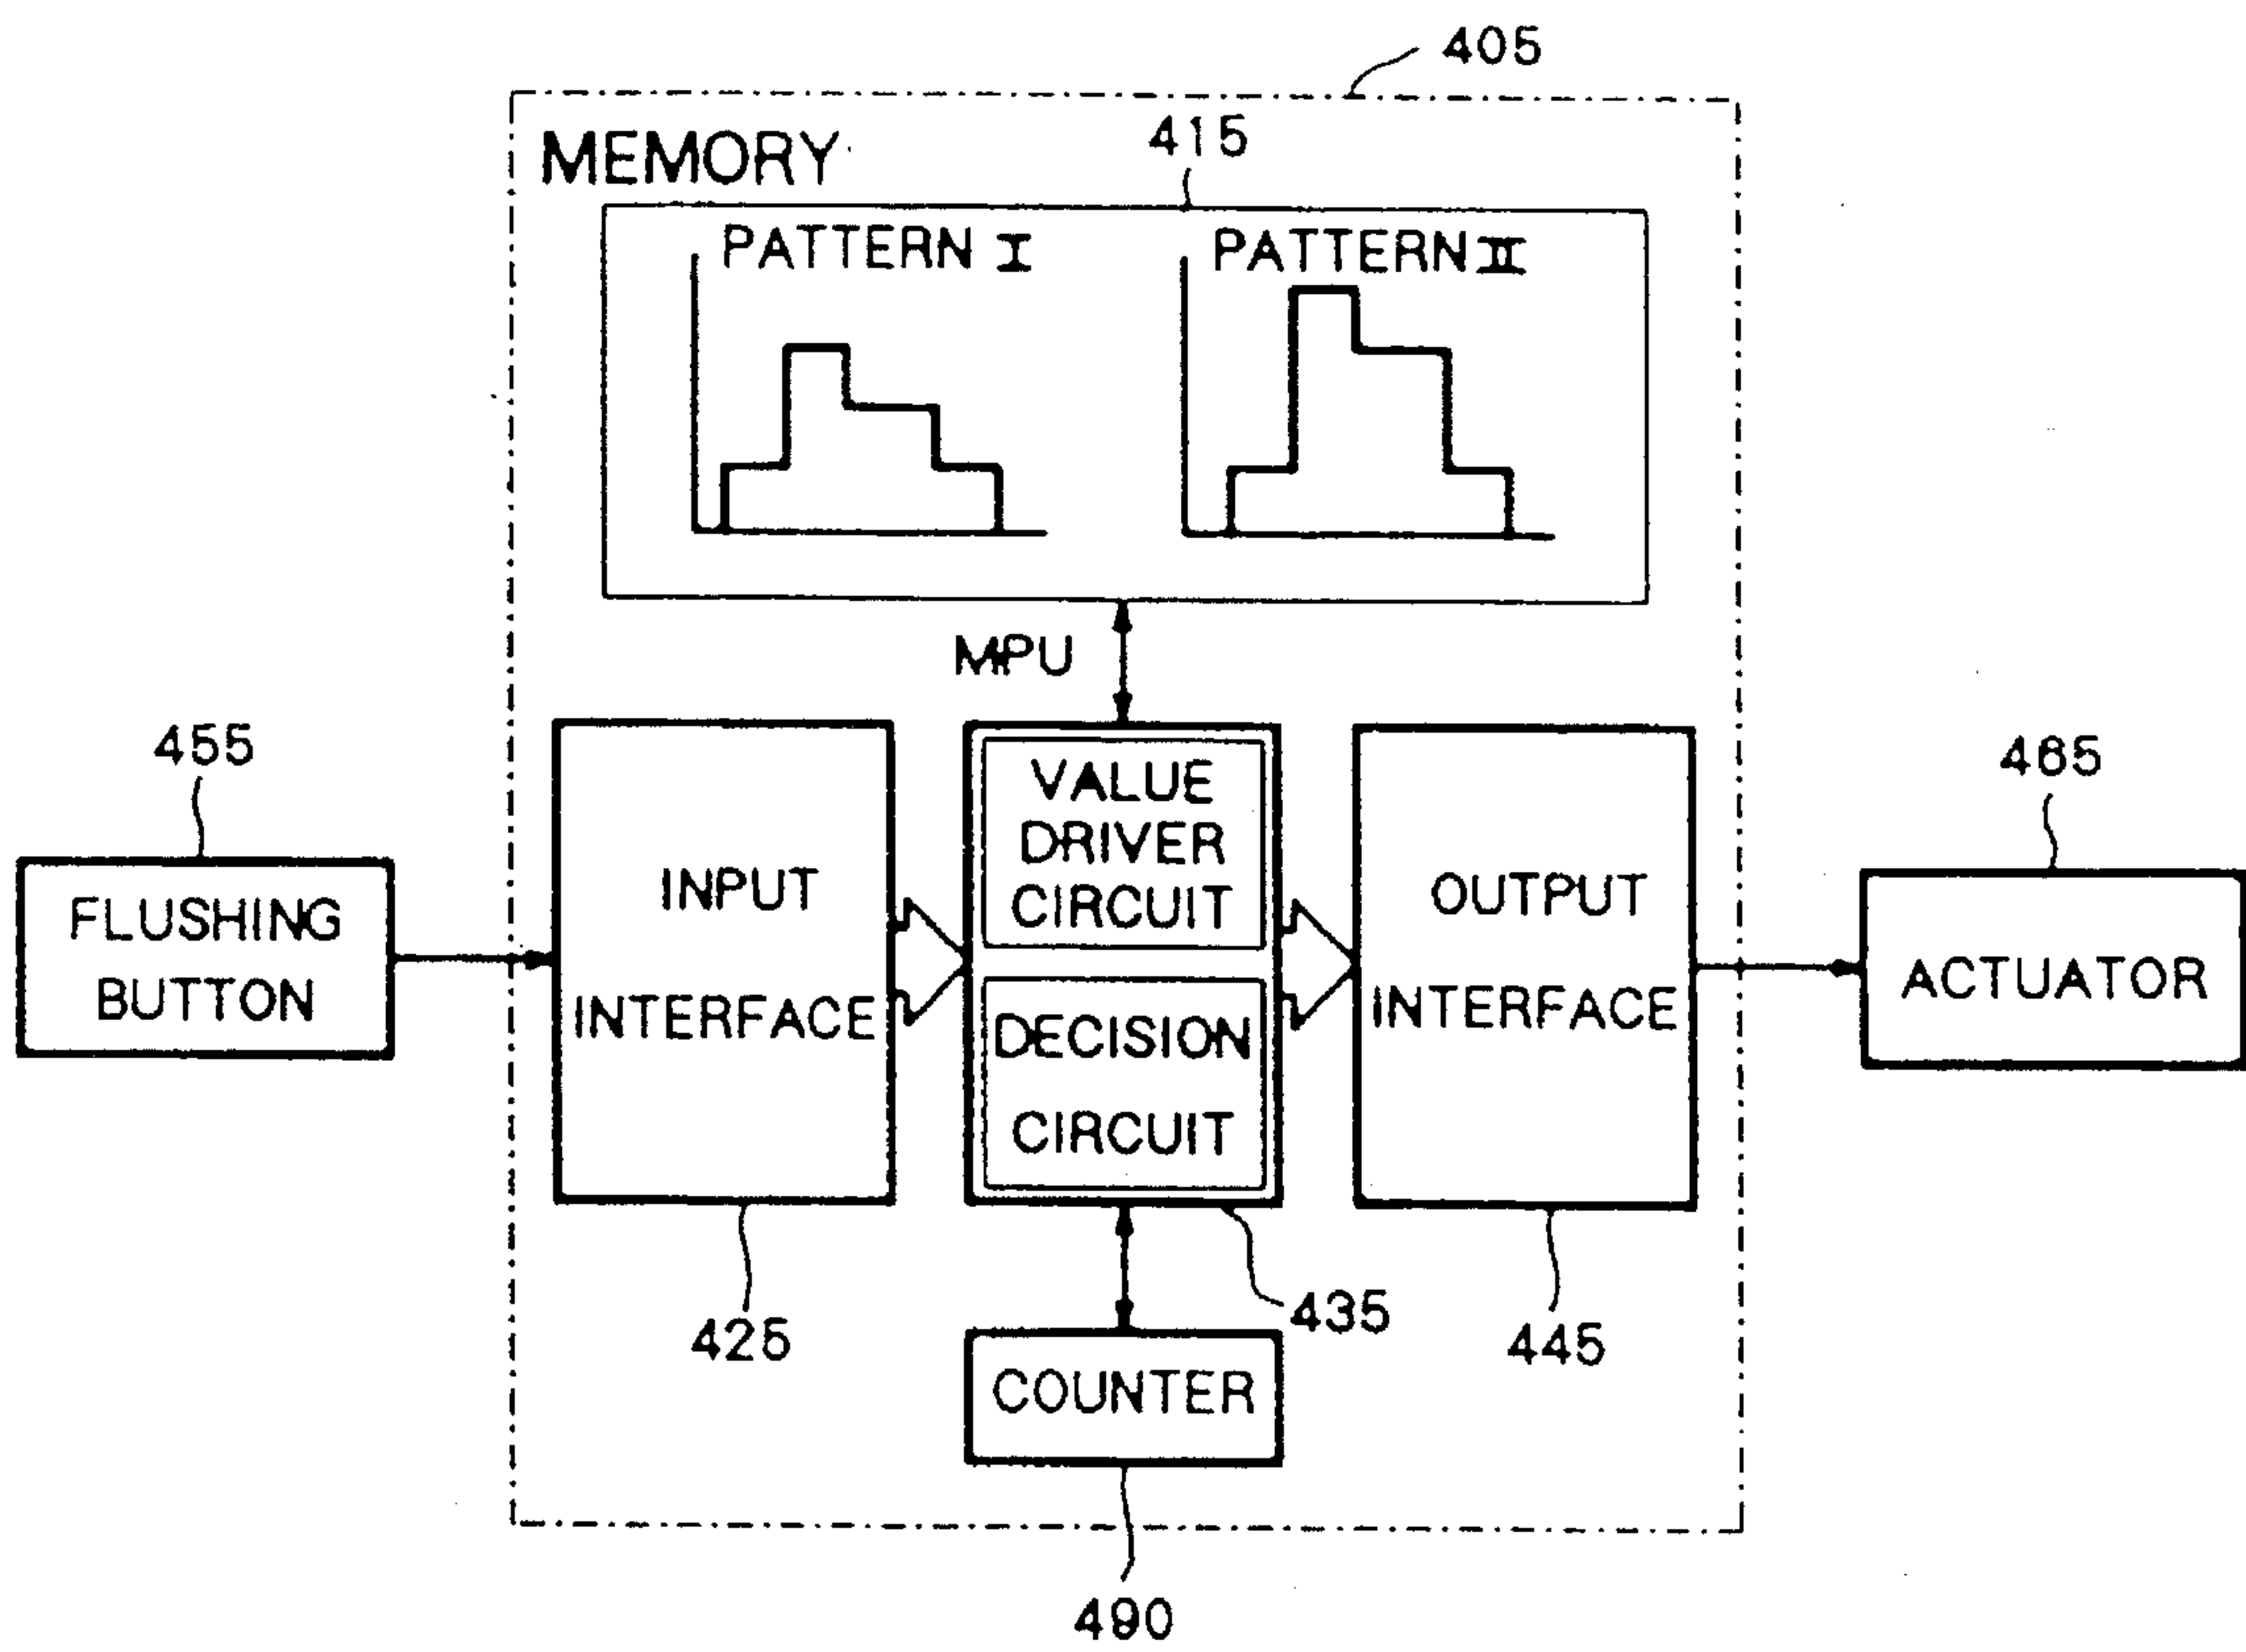 405
MEMORY
415
PATTERN I
PATTERN II
MPU
455
FLUSHING
BUTTON
INPUT
INTERFACE
VALUE
DRIVER
CIRCUIT
DECISION
CIRCUIT
OUTPUT
INTERFACE
465
ACTUATOR
425
435
445
COUNTER
490